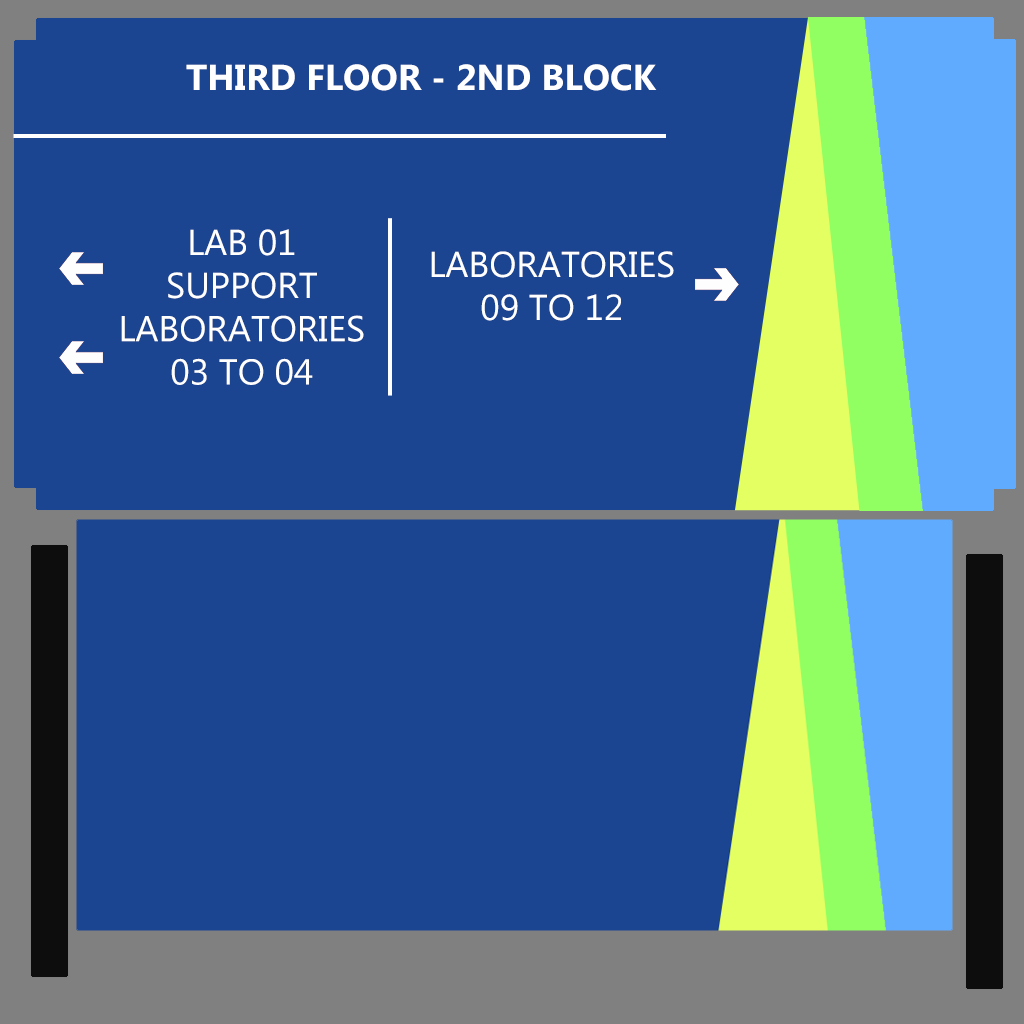 THIRD FLOOR - 2ND BLOCK
LAB 01
SUPPORT
LABORATORIES
03 TO 04
LABORATORIES
09 TO 12